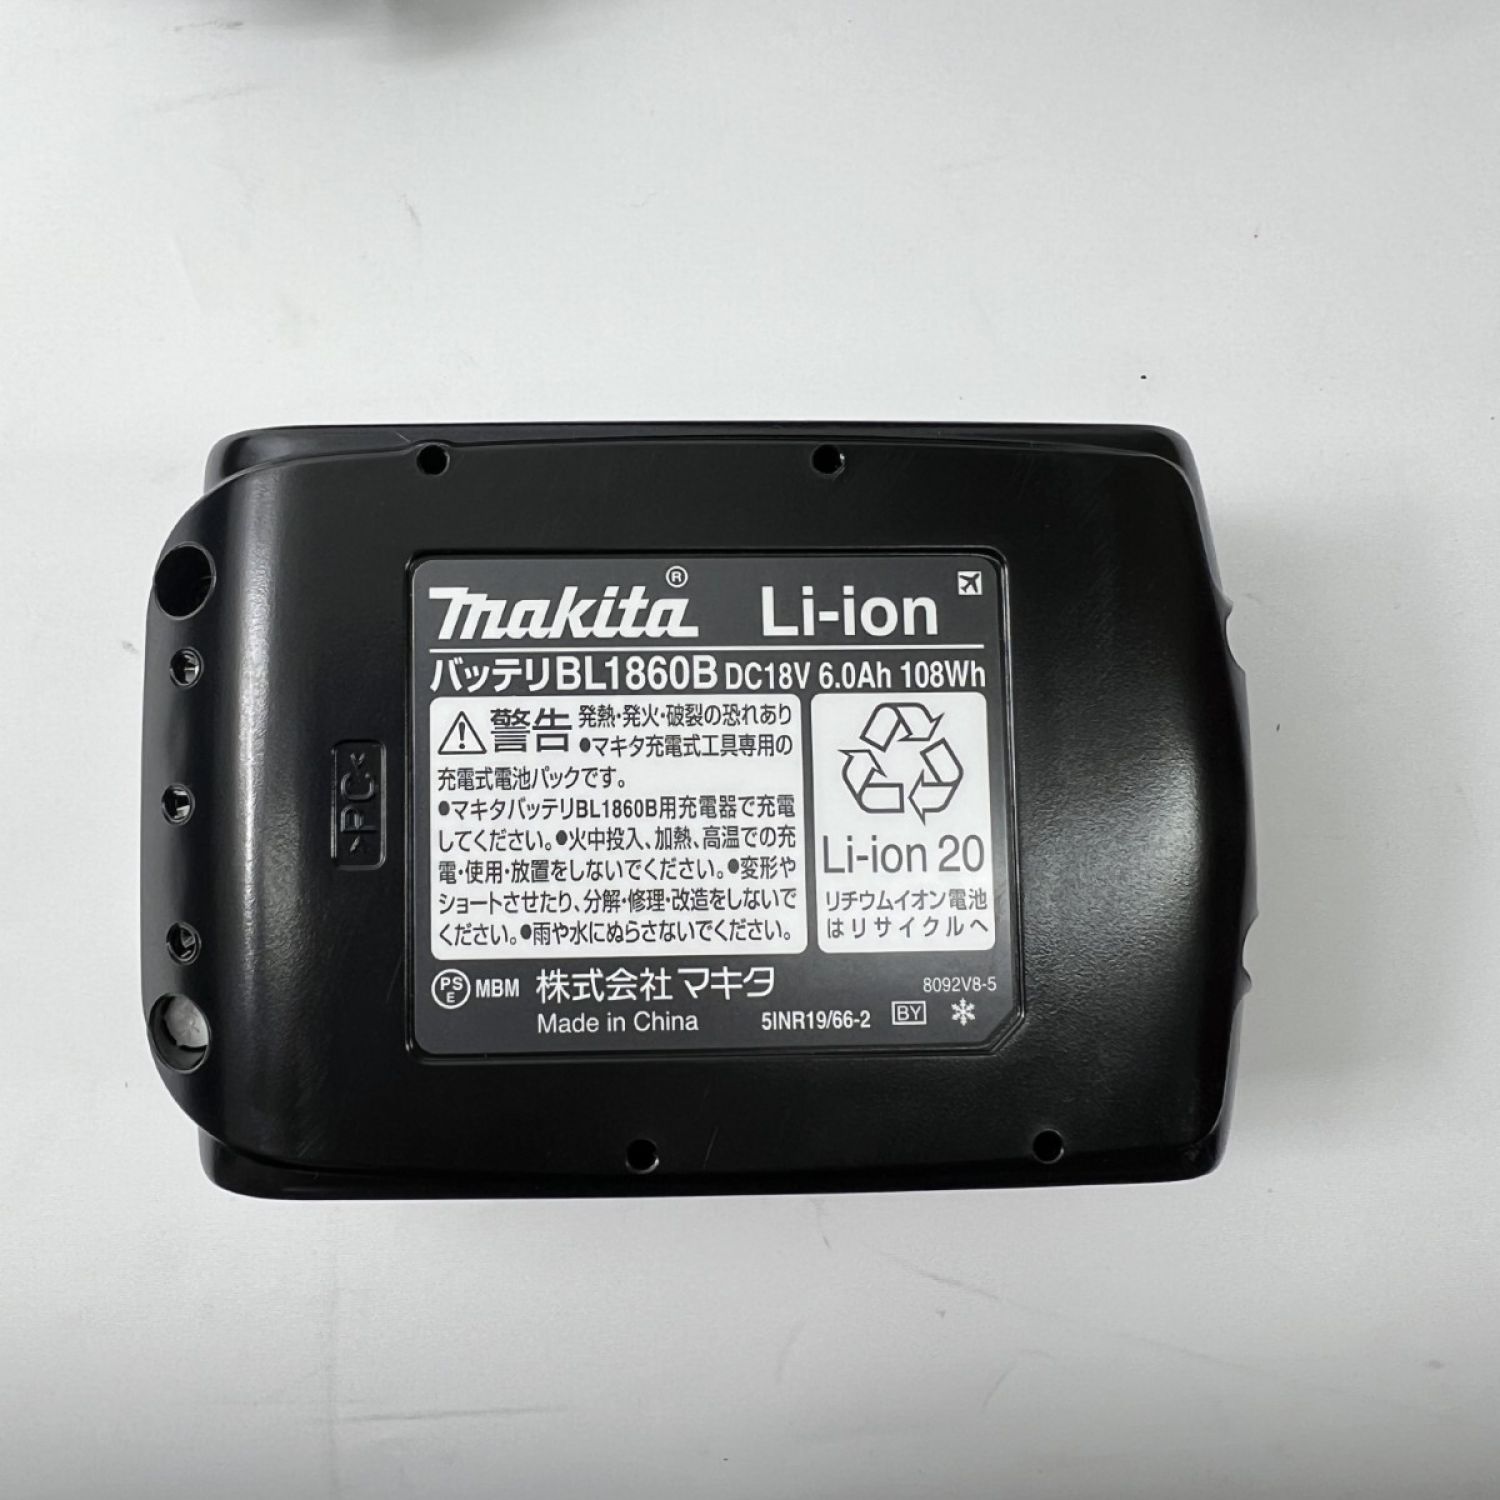 makita® Li-ion
バッテリBL1860B DC18V 6.0Ah 108Wh
警告 発熱・発火・破裂の恐れあり
●マキタ充電式工具専用の
充電式電池パックです。
●マキタバッテリBL1860B用充電器で充電
してください。●火中投入、加熱、高温での充
電・使用・放置をしないでください。●変形や
ショートさせたり、分解・修理・改造をしないで
ください。●雨や水にぬらさないでください。
Li-ion 20
リチウムイオン電池
はリサイクルへ
PSE MBM 株式会社マキタ
8092V8-5
Made in China
5INR19/66-2 BY
>PC<